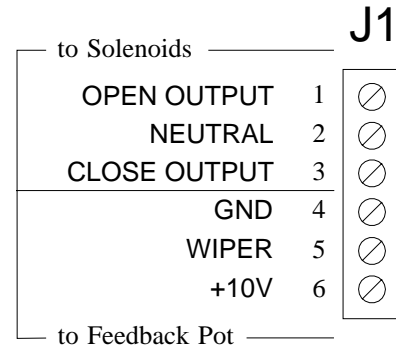 J1
to Solenoids
OPEN OUTPUT 1
NEUTRAL 2
CLOSE OUTPUT 3
GND 4
WIPER 5
+10V 6
to Feedback Pot